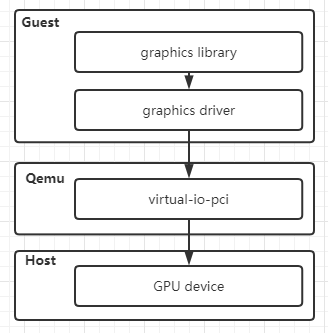 Guest
graphics library
graphics driver
Qemu
virtual-io-pci
Host
GPU device